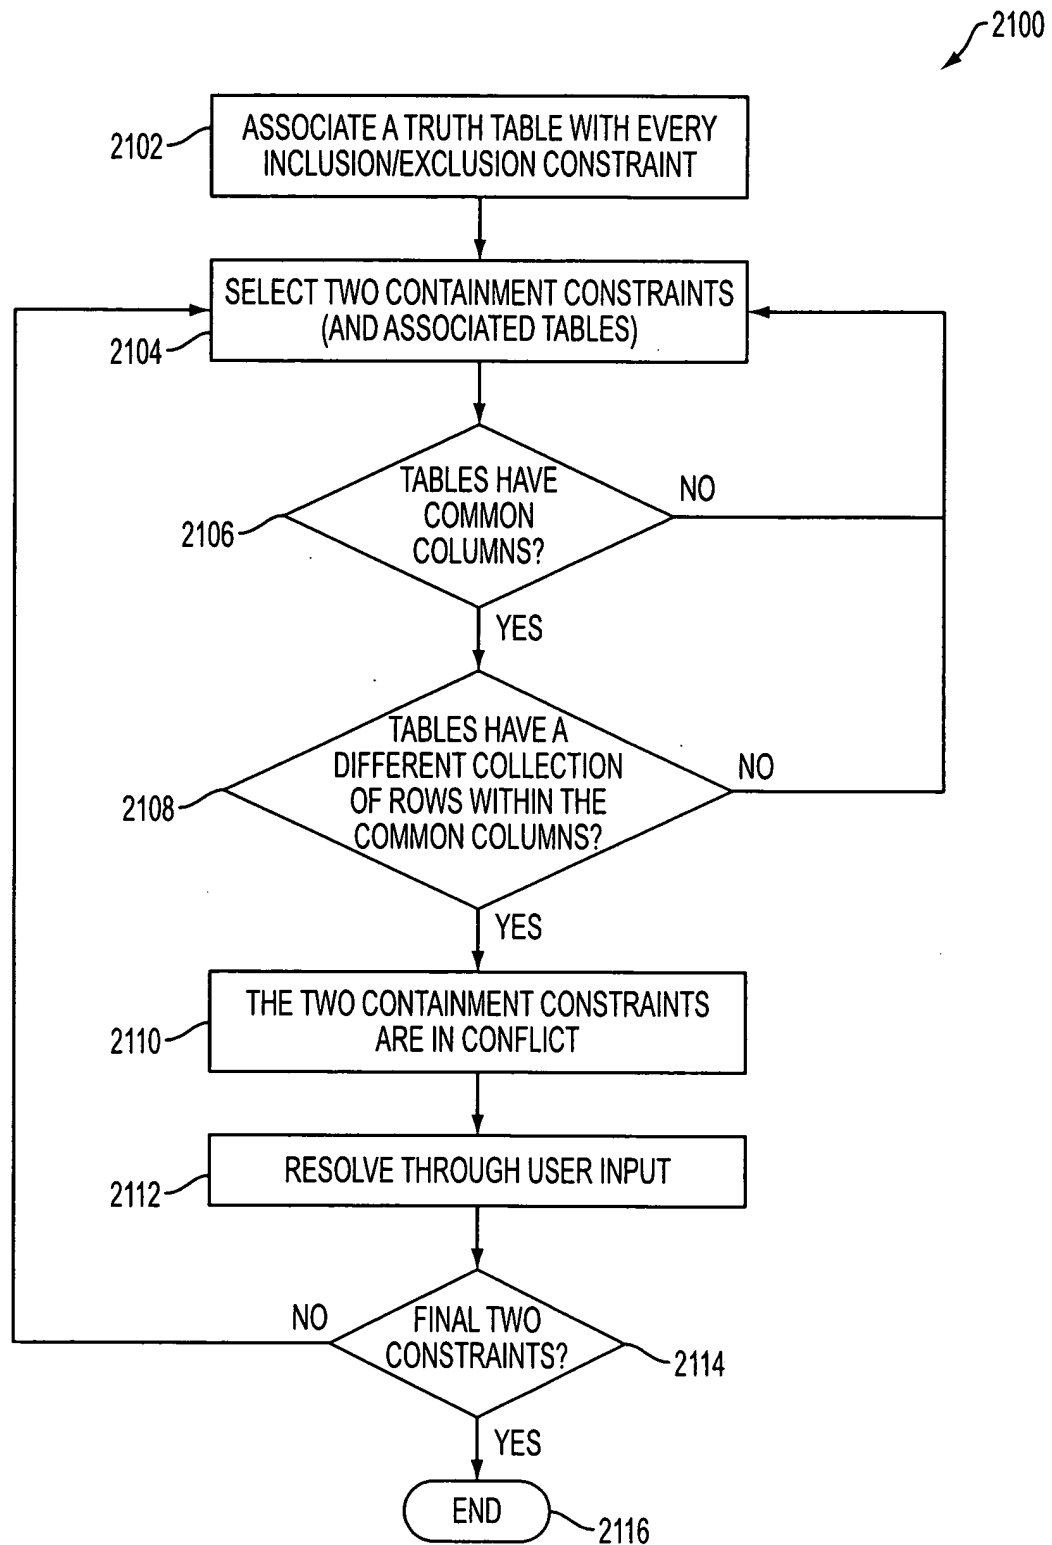 2100
ASSOCIATE A TRUTH TABLE WITH EVERY
INCLUSION/EXCLUSION CONSTRAINT
2102
SELECT TWO CONTAINMENT CONSTRAINTS
(AND ASSOCIATED TABLES)
2104
TABLES HAVE
COMMON
COLUMNS?
NO
2106
YES
TABLES HAVE A
DIFFERENT COLLECTION
OF ROWS WITHIN THE
COMMON COLUMNS?
NO
2108
YES
THE TWO CONTAINMENT CONSTRAINTS
ARE IN CONFLICT
2110
RESOLVE THROUGH USER INPUT
2112
NO
FINAL TWO
CONSTRAINTS?
2114
YES
END
2116